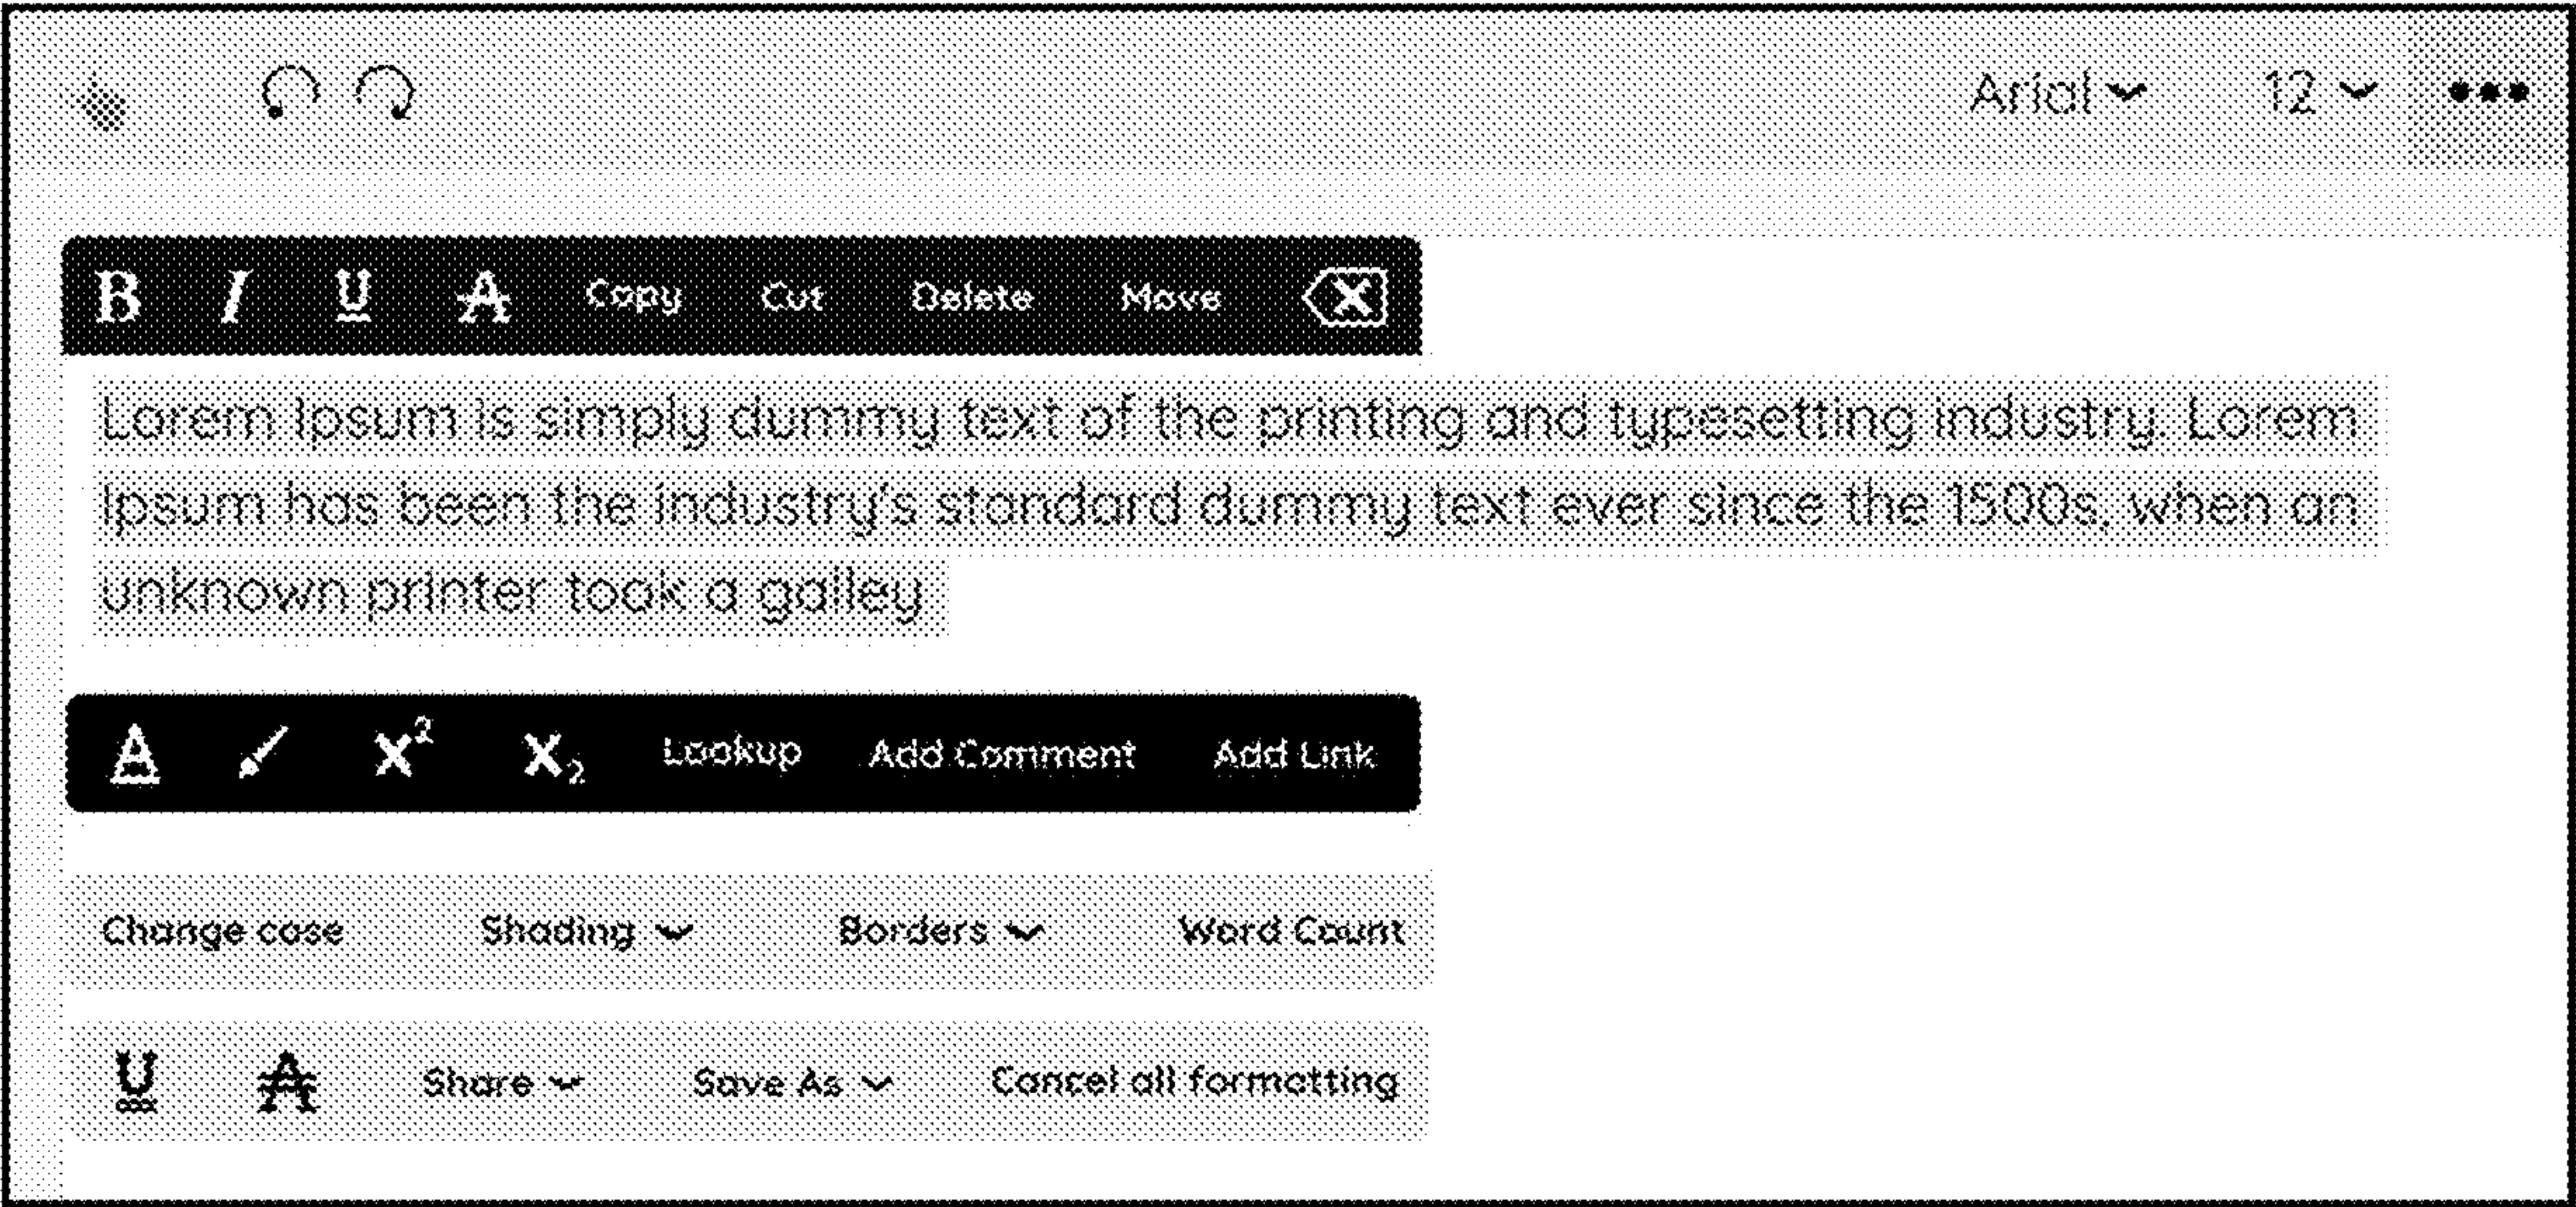 Arial 12
B I U A Copy Cut Delete Move
Lorem Ipsum is simply dummy text of the printing and typesetting industry. Lorem
Ipsum has been the industry's standard dummy text ever since the 1500s, when an
unknown printer took a galley
A X² X₂ Lookup Add Comment Add Link
Change case Shading Borders Word Count
U A Share Save As Cancel all formatting